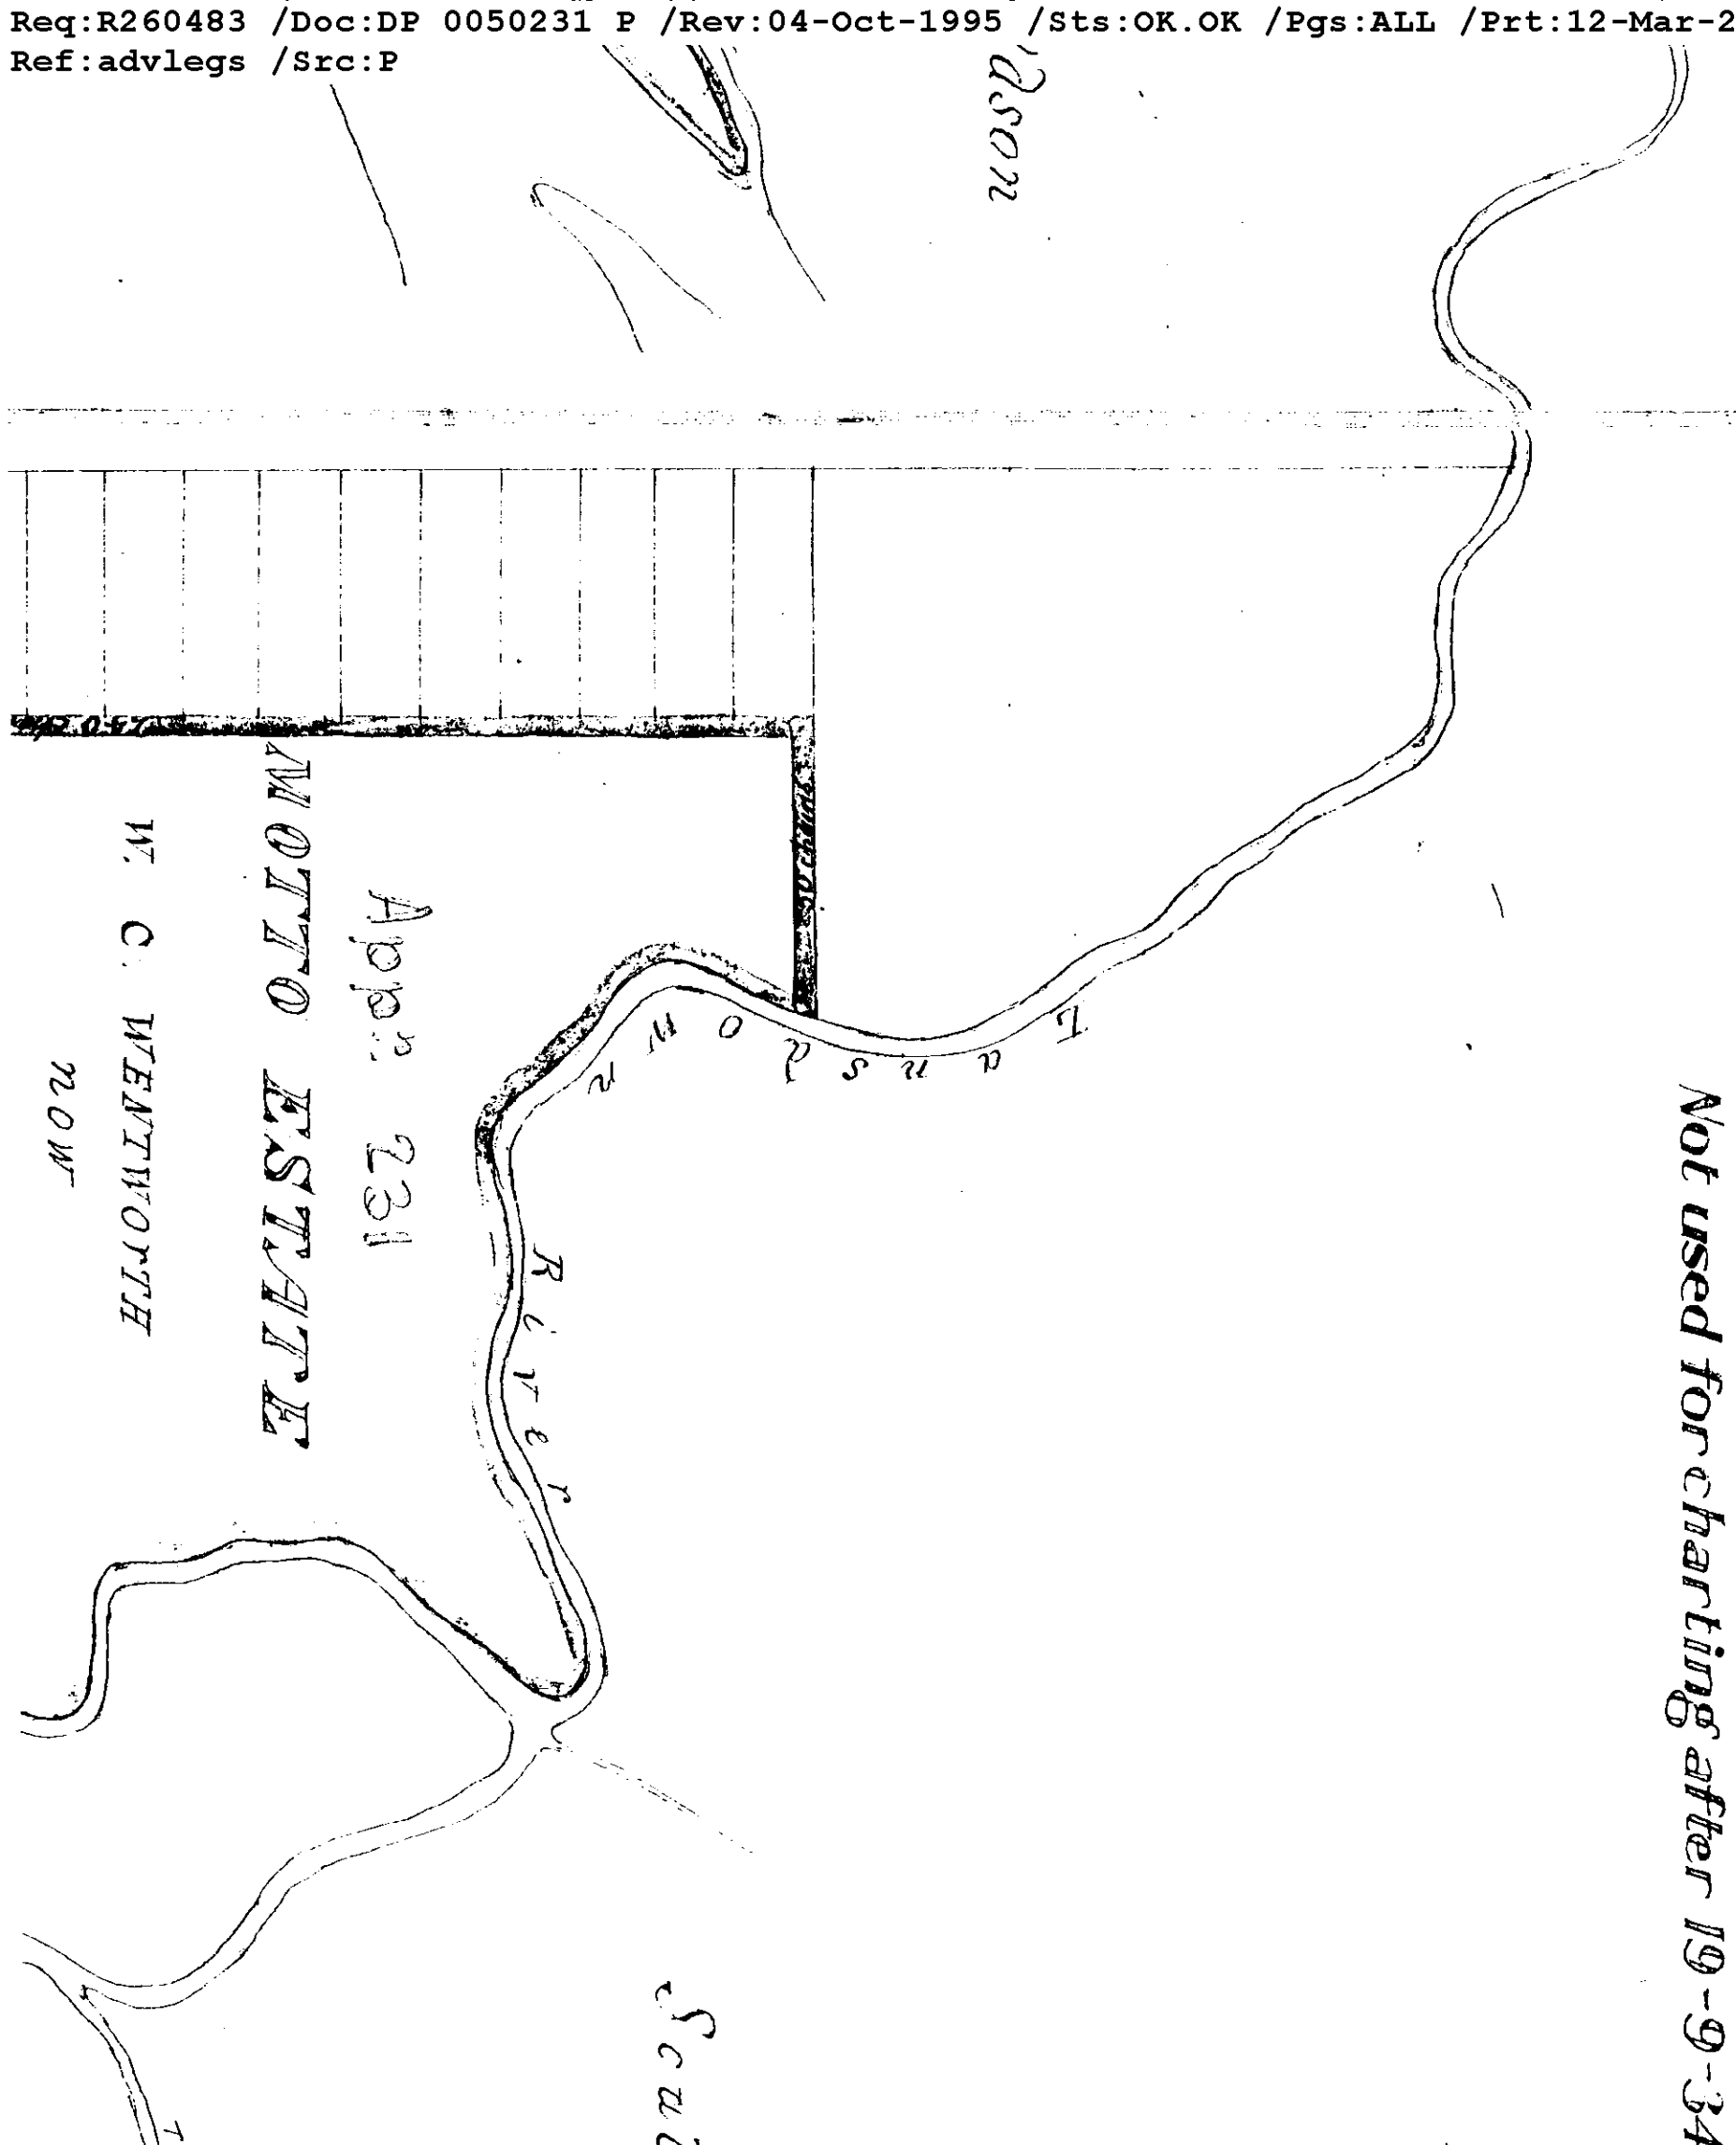 Req:R260483 /Doc:DP 0050231 P /Rev:04-Oct-1995 /Sts:OK.OK /Pgs:ALL /Prt:12-Mar-2
Ref:advlegs /Src:P
Not used for charting after 19-9-34
Lansdown
River
Appn. 231
MOTTO ESTATE
W. C. WENTWOrTH
now